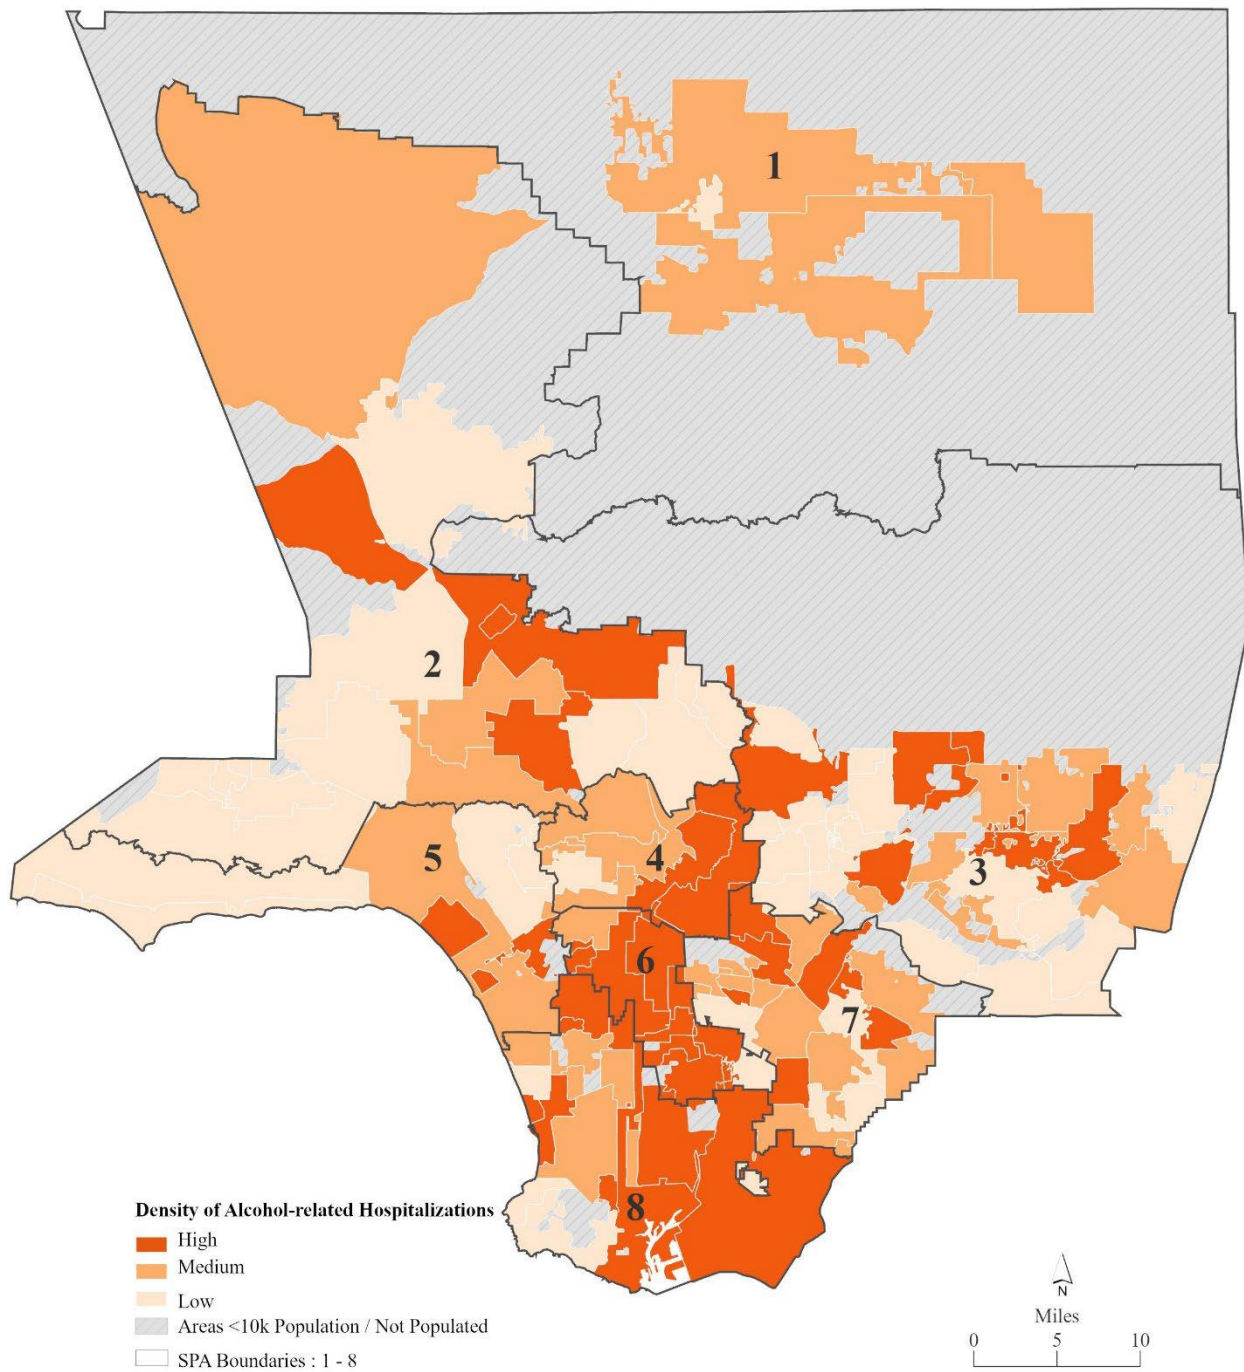 1
2
5
4
3
6
7
8
Density of Alcohol-related Hospitalizations
High
Medium
Low
Areas <10k Population / Not Populated
SPA Boundaries : 1 - 8
N
Miles
0 5 10